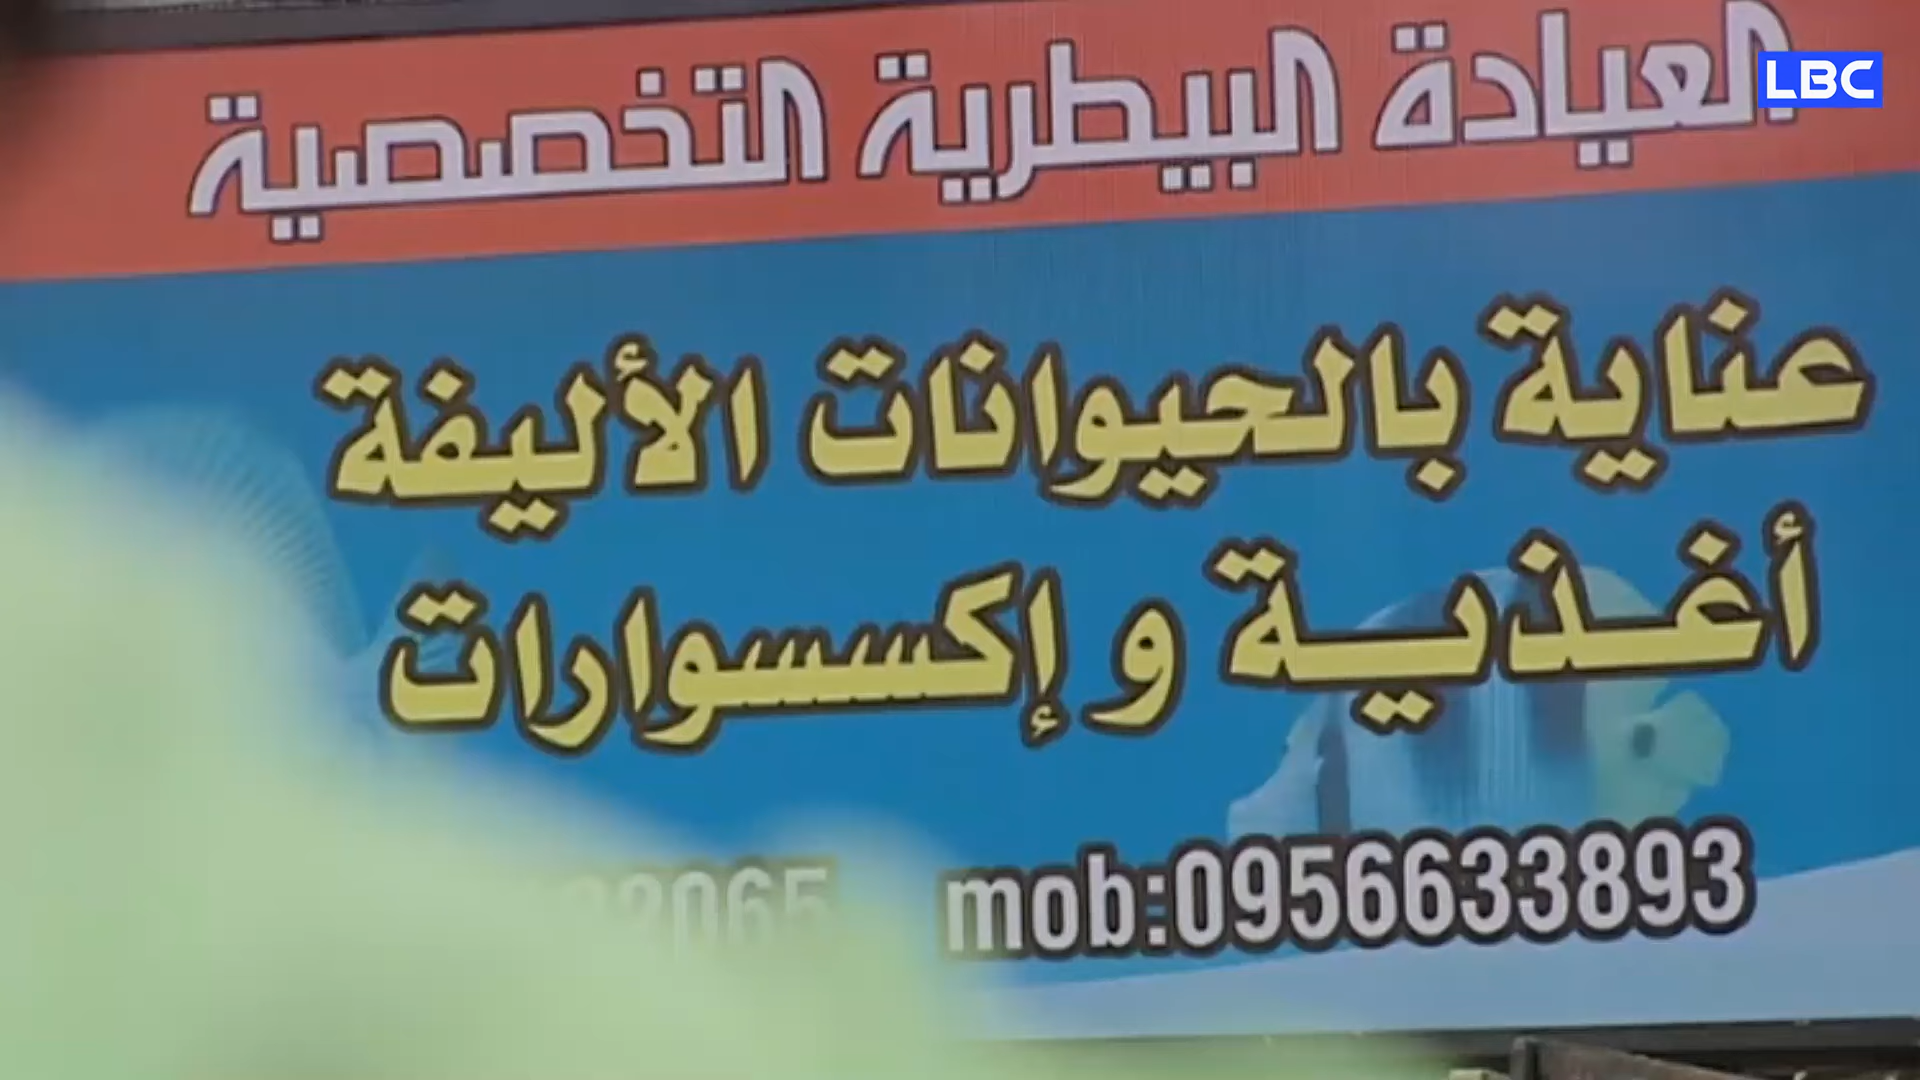 LBC
العيادة البيطرية التخصصية
عناية بالحيوانات الأليفة
أغذية و إكسسوارات
mob:0956633893